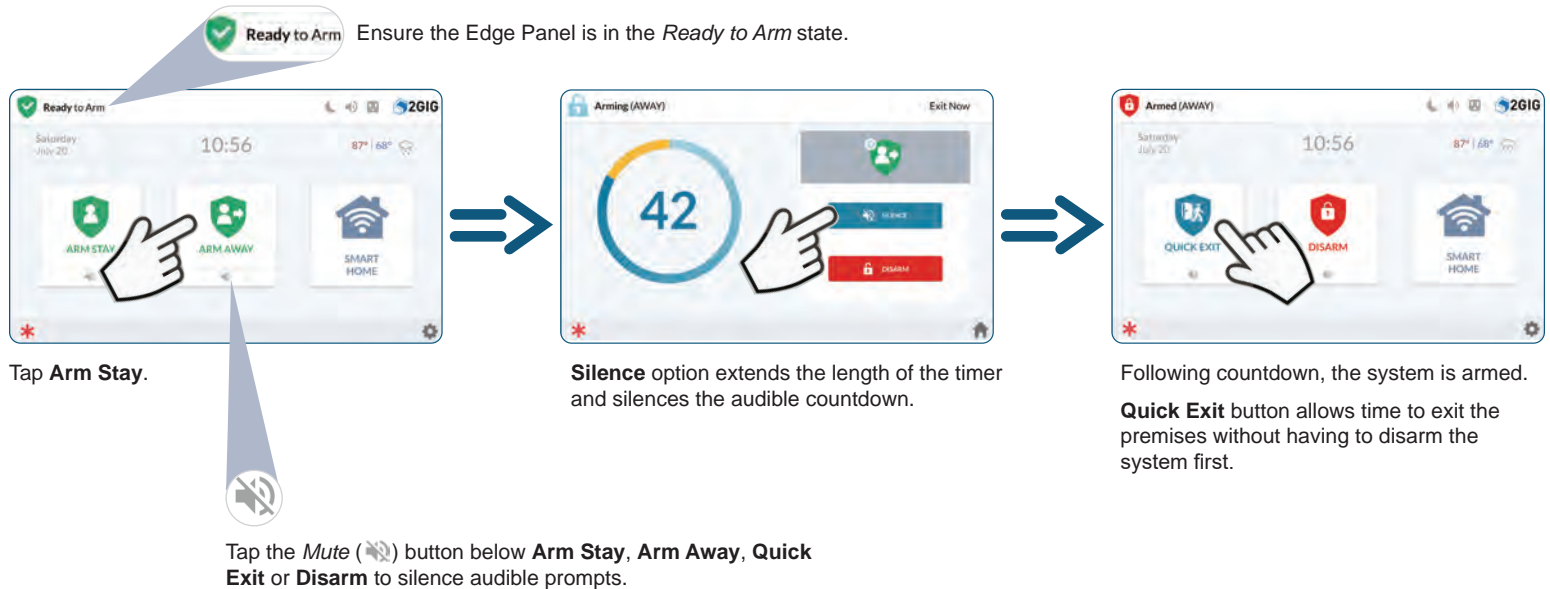 Ready to Arm
Ensure the Edge Panel is in the Ready to Arm state.
Ready to Arm
2GIG
Saturday
July 20
10:56
87° | 68°
ARM STAY
ARM AWAY
SMART
HOME
Tap Arm Stay.
Arming (AWAY)
Exit Now
42
SILENCE
DISARM
Silence option extends the length of the timer
and silences the audible countdown.
Armed (AWAY)
2GIG
Saturday
July 20
10:56
87° | 68°
QUICK EXIT
DISARM
SMART
HOME
Following countdown, the system is armed.
Quick Exit button allows time to exit the
premises without having to disarm the
system first.
Tap the Mute ( ) button below Arm Stay, Arm Away, Quick
Exit or Disarm to silence audible prompts.